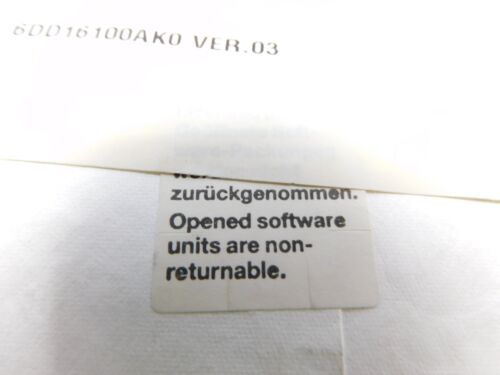 6DD16100AK0 VER.03
zurückgenommen.
Opened software
units are non-
returnable.